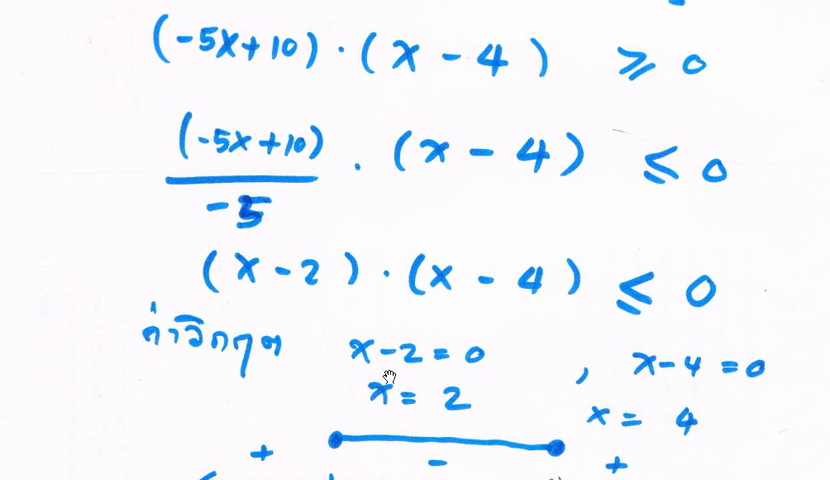 (-5x+10) · (x - 4) ≥ 0
(-5x+10) / -5 · (x - 4) ≤ 0
(x - 2) · (x - 4) ≤ 0
ค่าวิกฤต x - 2 = 0 , x - 4 = 0
x = 2 x = 4
+ - +